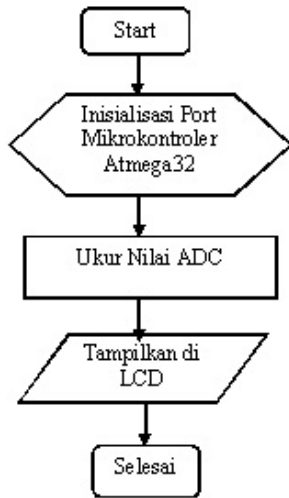 Start
Inisialisasi Port
Mikrokontroler
Atmega32
Ukur Nilai ADC
Tampilkan di
LCD
Selesai